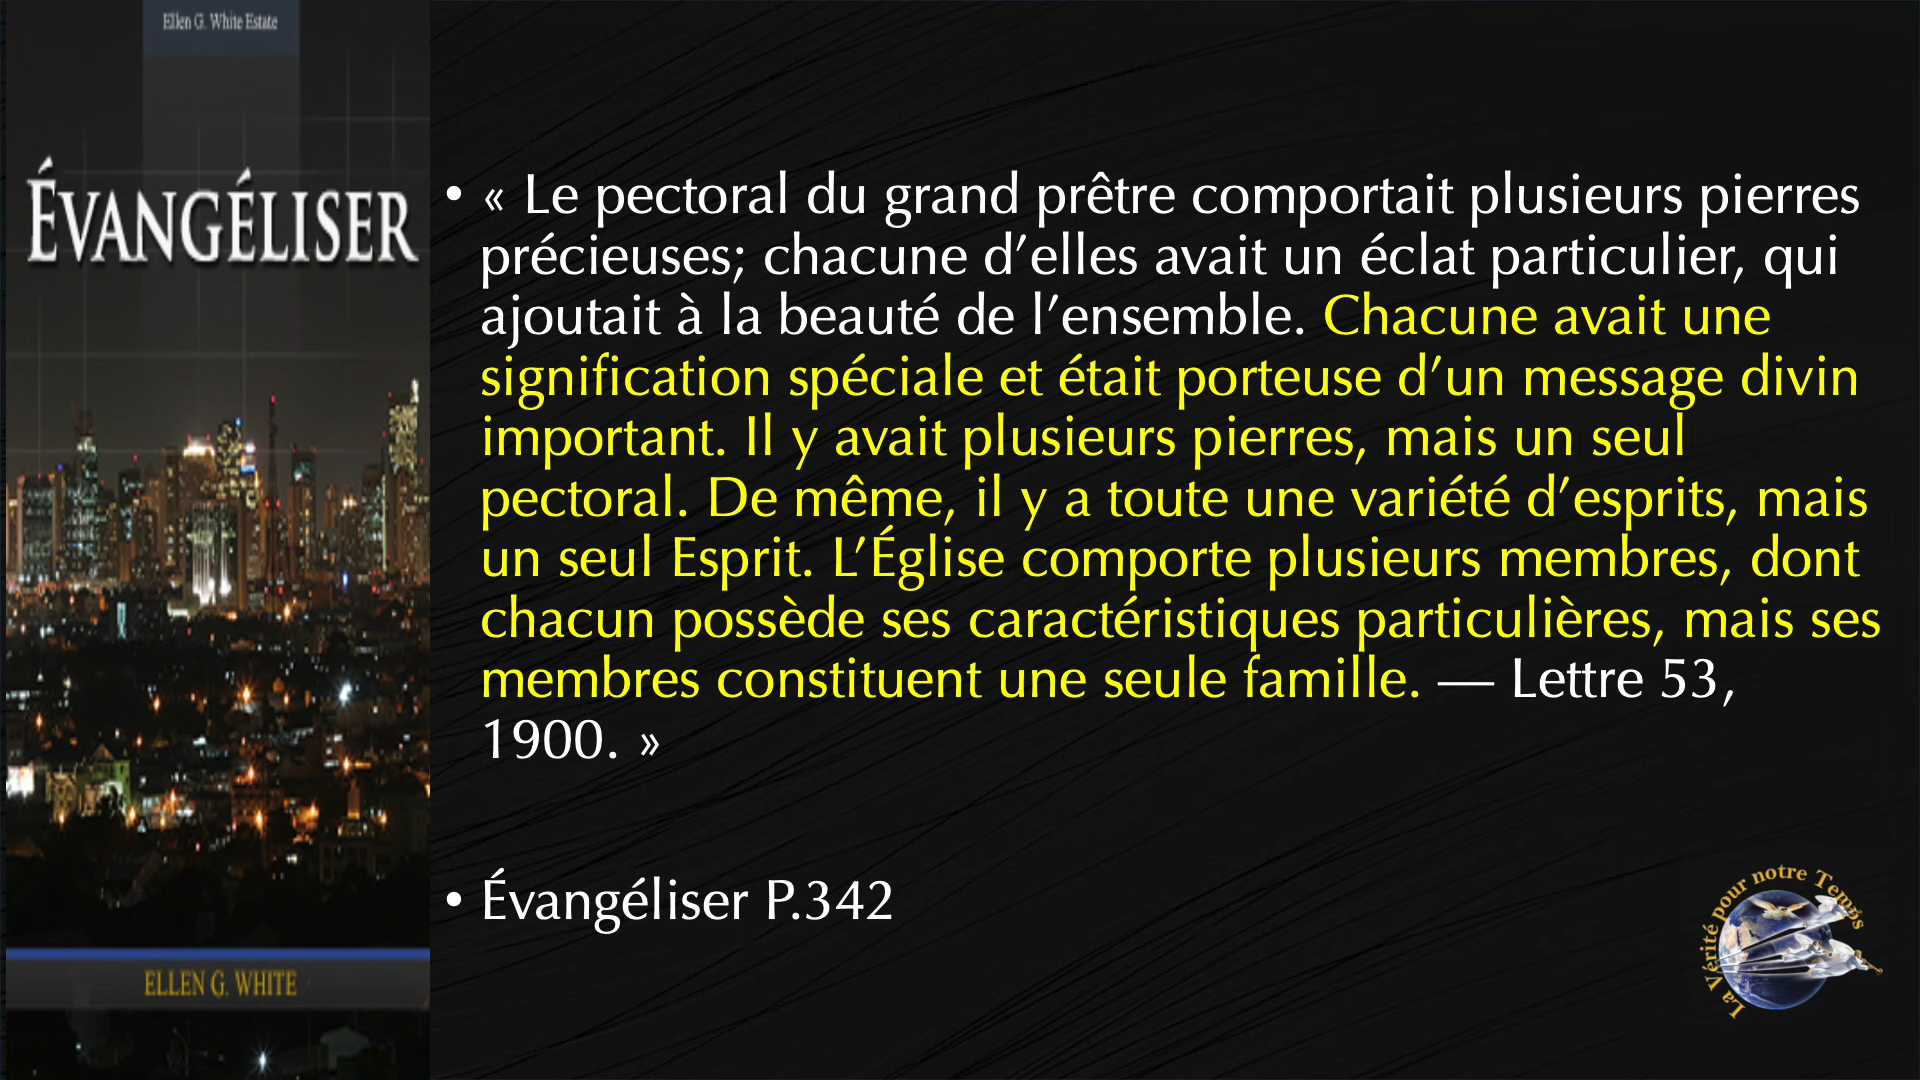 Ellen G. White Estate
ÉVANGÉLISER
• « Le pectoral du grand prêtre comportait plusieurs pierres
précieuses; chacune d’elles avait un éclat particulier, qui
ajoutait à la beauté de l’ensemble. Chacune avait une
signification spéciale et était porteuse d’un message divin
important. Il y avait plusieurs pierres, mais un seul
pectoral. De même, il y a toute une variété d’esprits, mais
un seul Esprit. L’Église comporte plusieurs membres, dont
chacun possède ses caractéristiques particulières, mais ses
membres constituent une seule famille. — Lettre 53,
1900. »
• Évangéliser P.342
ELLEN G. WHITE
La Vérité pour notre Temps